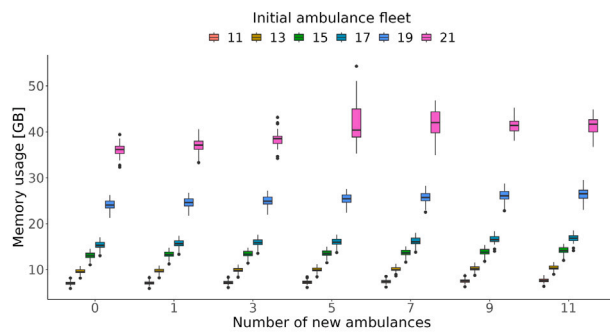 Initial ambulance fleet
11 13 15 17 19 21
Memory usage [GB]
50
40
30
20
10
0 1 3 5 7 9 11
Number of new ambulances